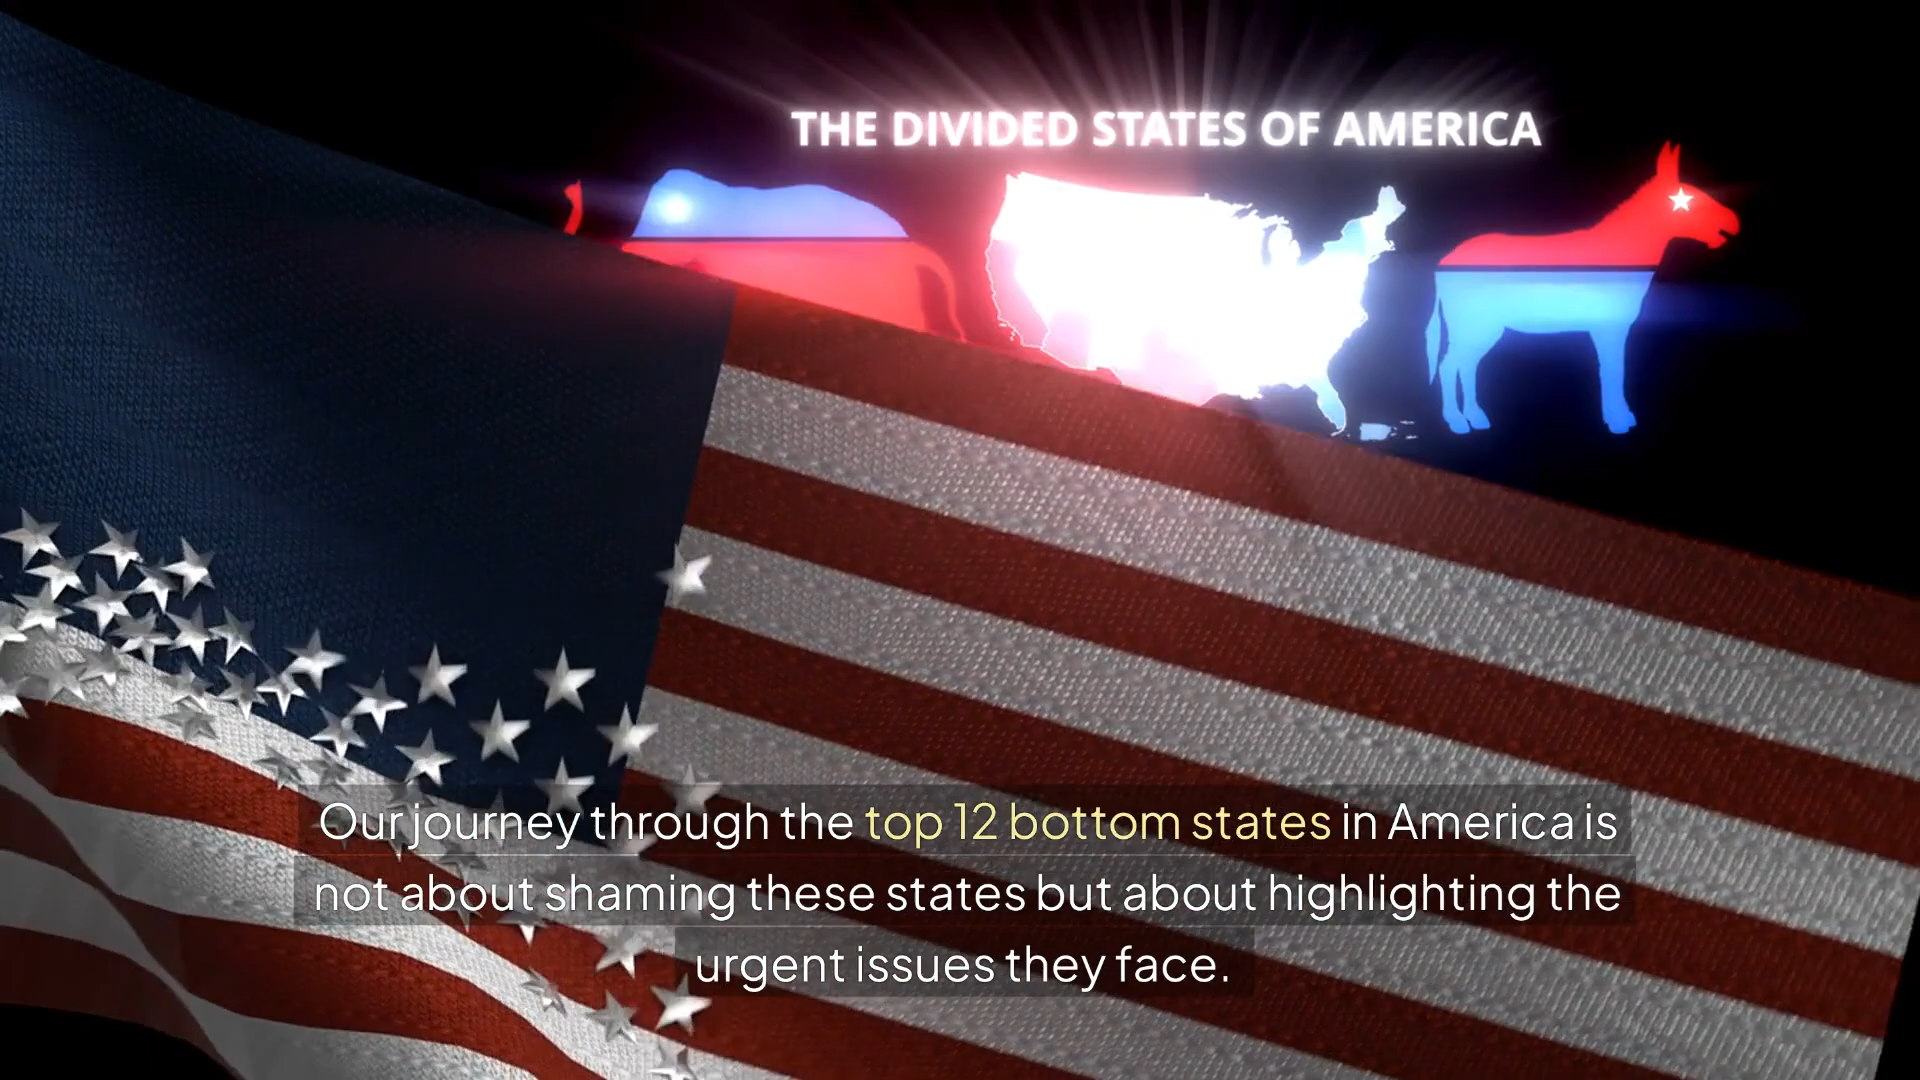 THE DIVIDED STATES OF AMERICA
Our journey through the top 12 bottom states in America is
not about shaming these states but about highlighting the
urgent issues they face.